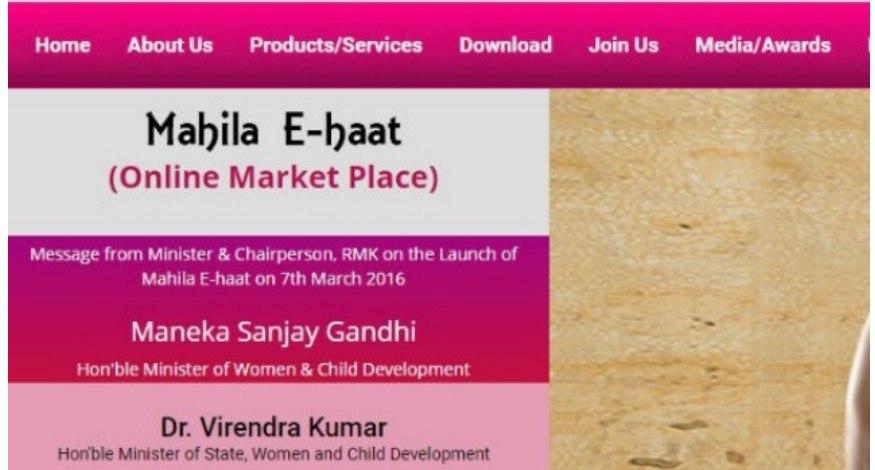 Home About Us Products/Services Download Join Us Media/Awards
Mahila E-haat
(Online Market Place)
Message from Minister & Chairperson, RMK on the Launch of
Mahila E-haat on 7th March 2016
Maneka Sanjay Gandhi
Hon'ble Minister of Women & Child Development
Dr. Virendra Kumar
Hon'ble Minister of State, Women and Child Development